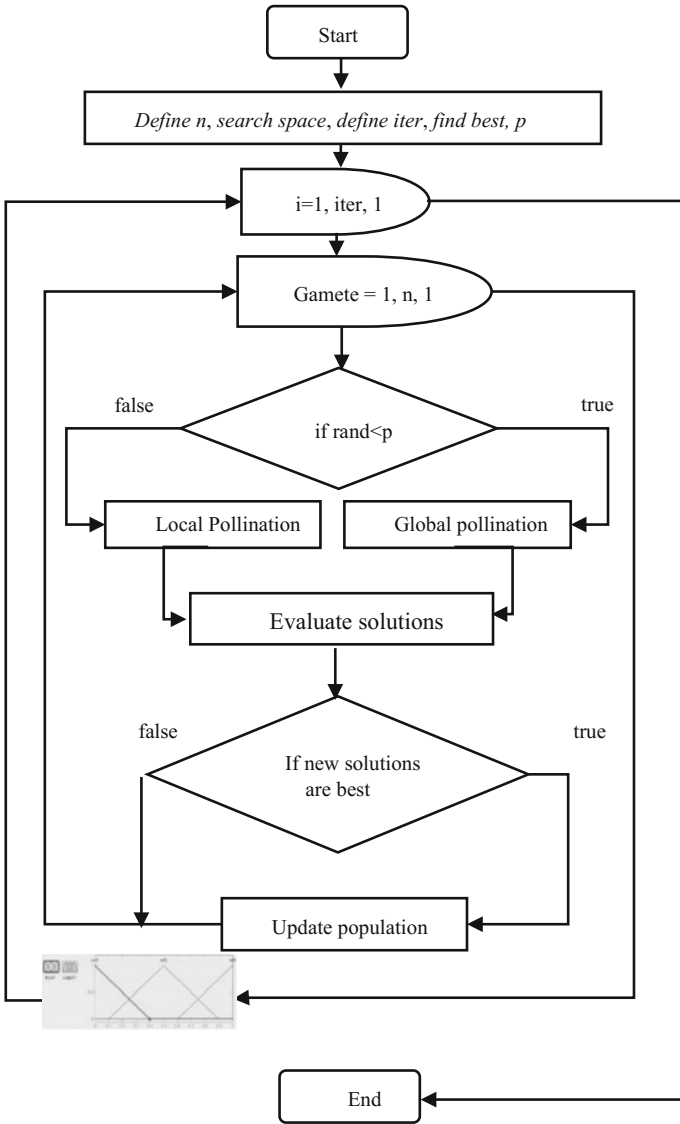 Start
Define n, search space, define iter, find best, p
i=1, iter, 1
Gamete = 1, n, 1
false
true
if rand<p
Local Pollination
Global pollination
Evaluate solutions
false
true
If new solutions
are best
Update population
End